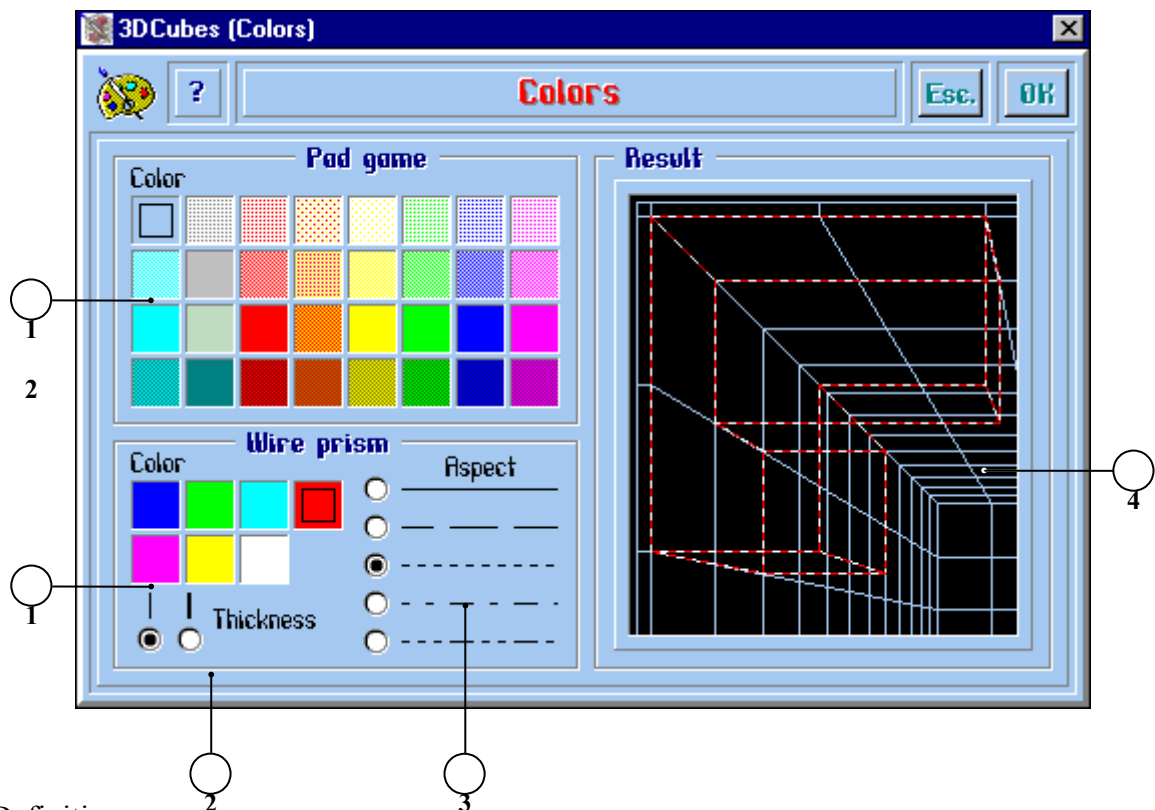 3DCubes (Colors)
? Colors Esc. OK
Pad game
Result
Color
1
2
Wire prism
Color
Aspect
1
Thickness
4
2
3